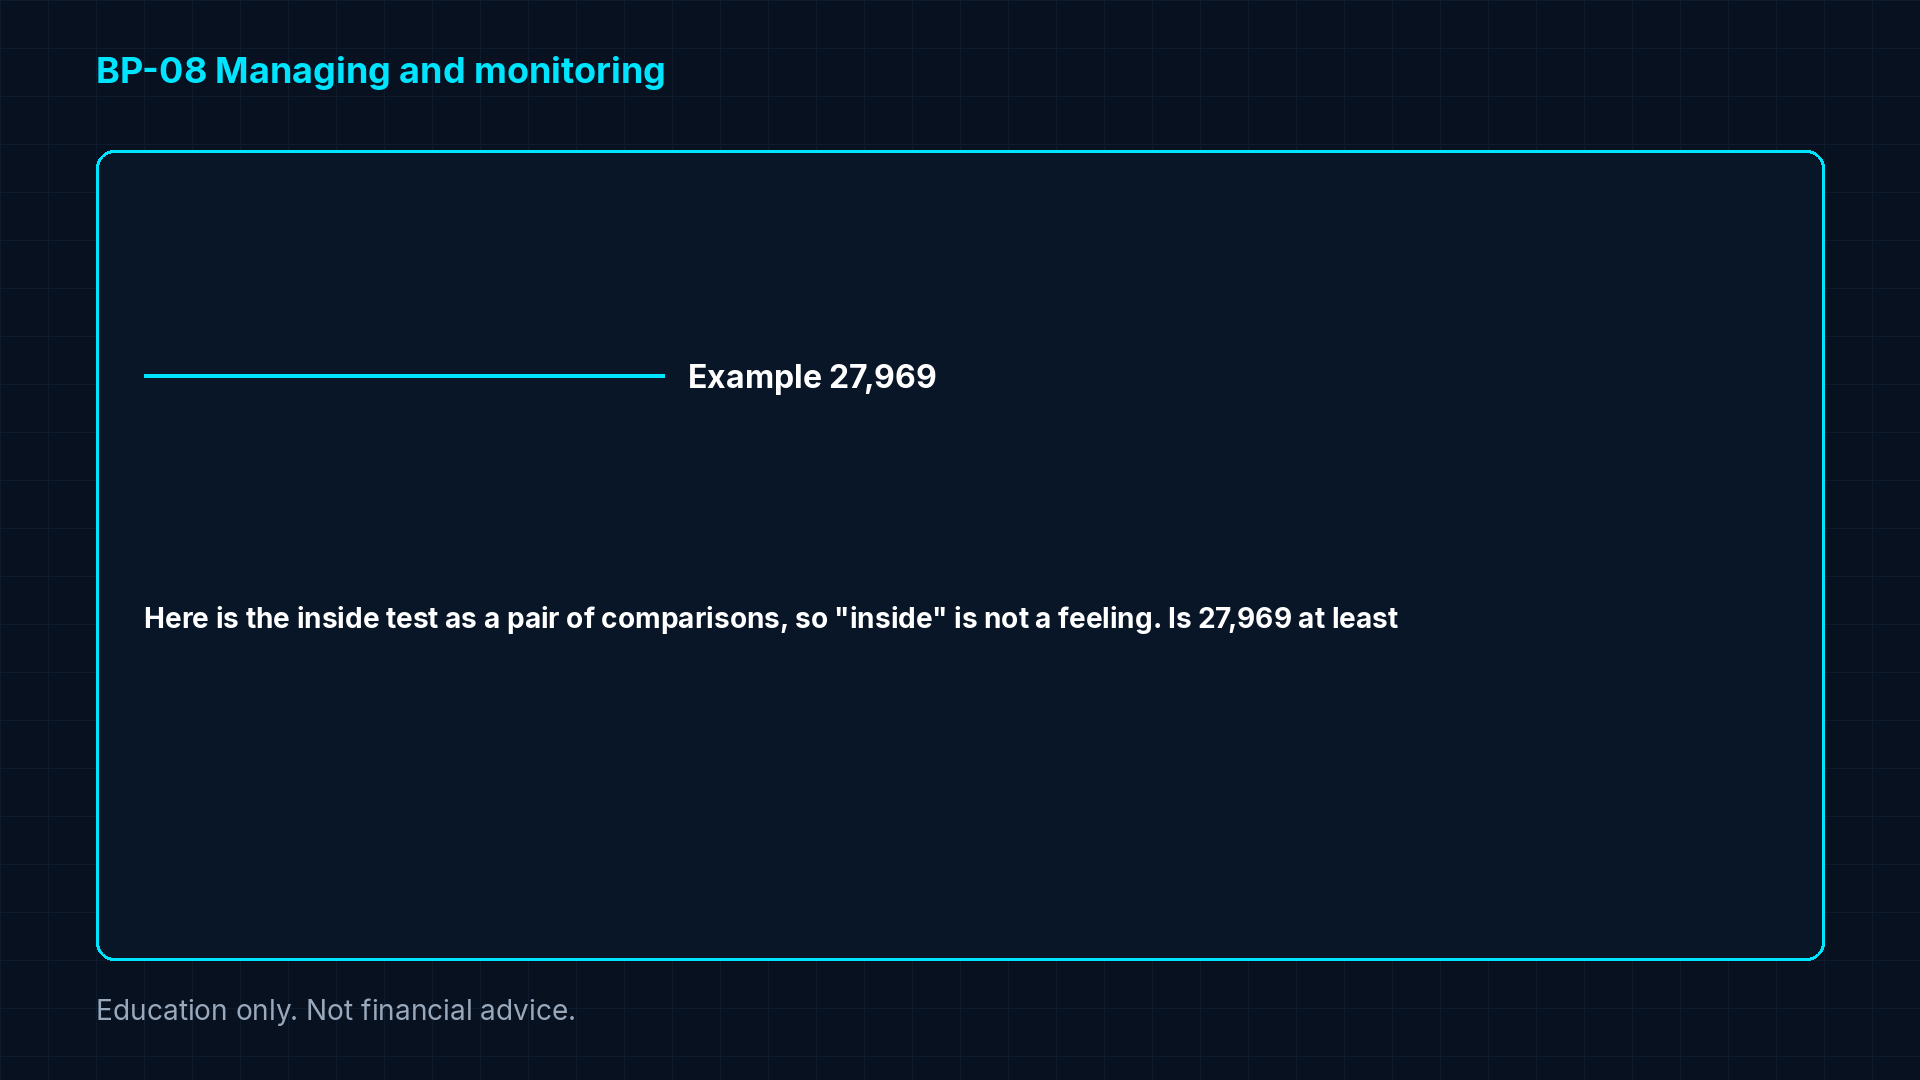 BP-08 Managing and monitoring
Example 27,969
Here is the inside test as a pair of comparisons, so "inside" is not a feeling. Is 27,969 at least
Education only. Not financial advice.